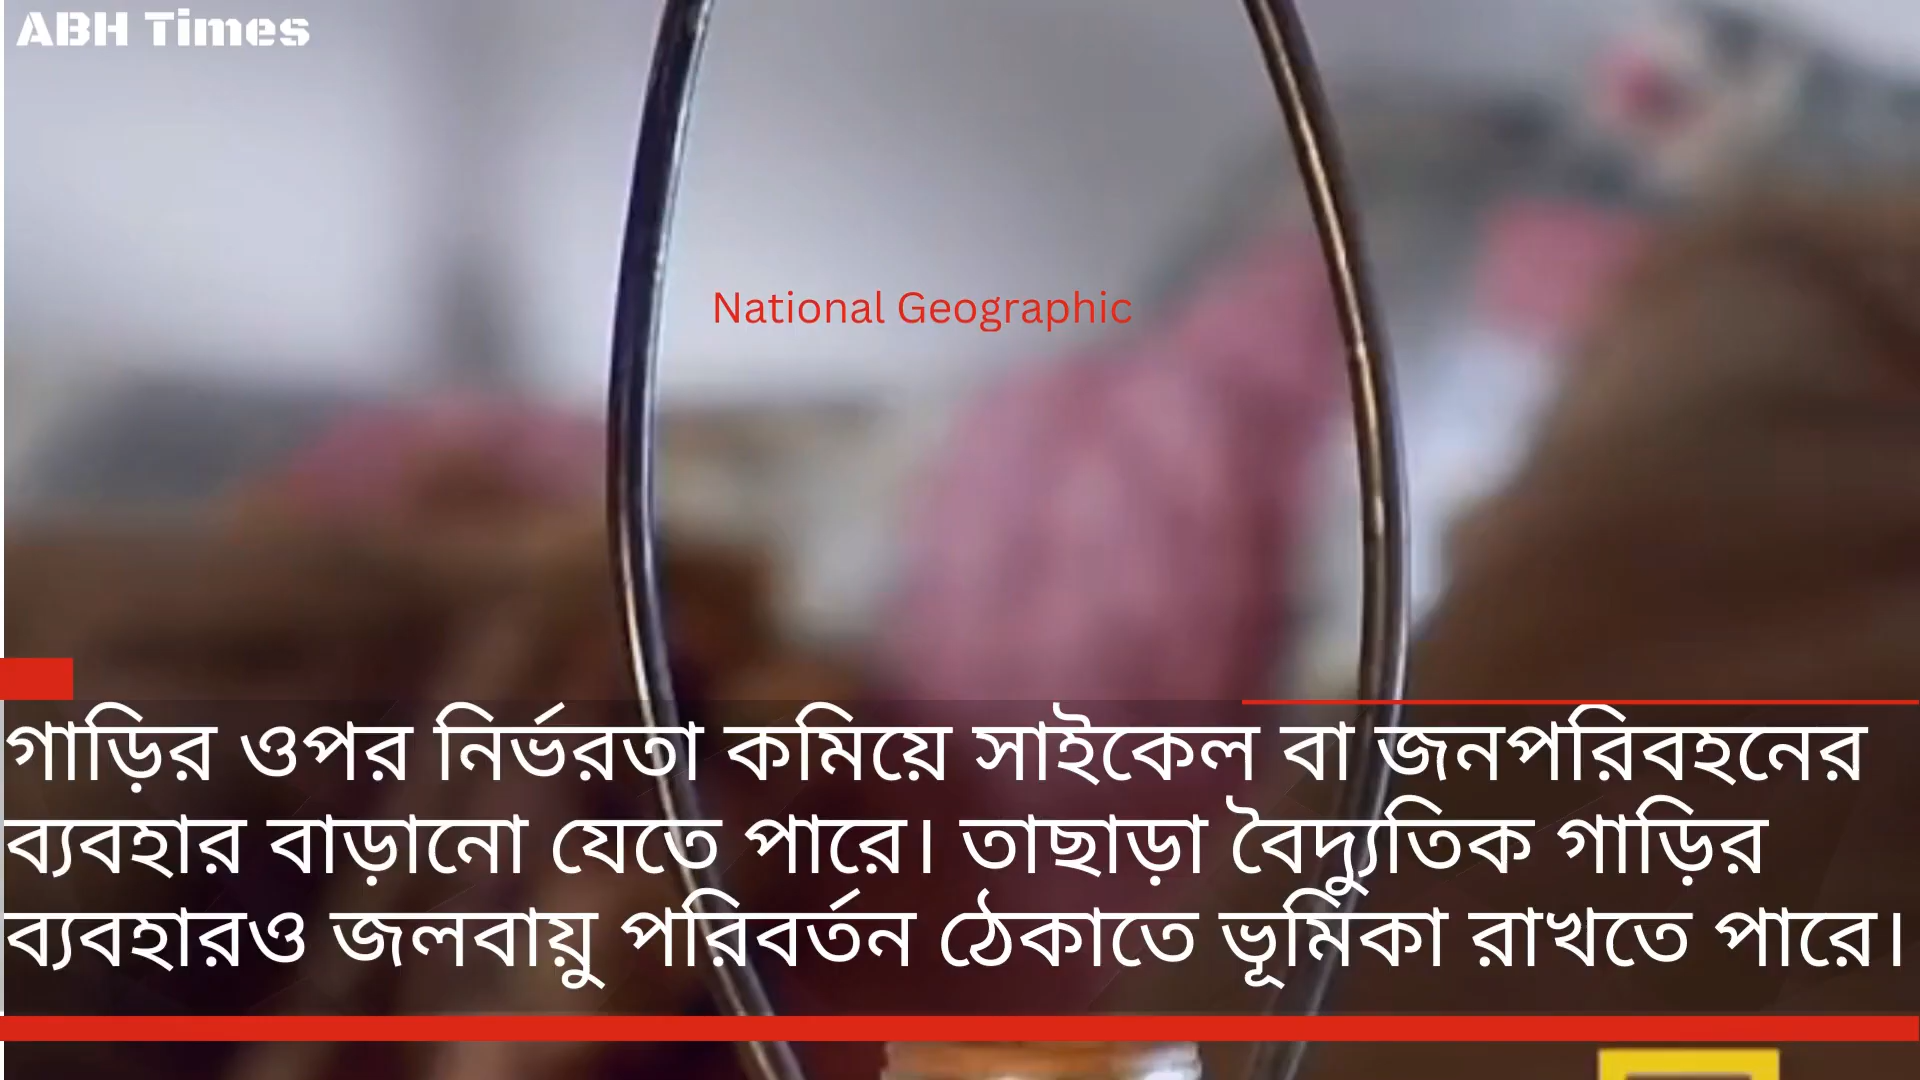 ABH Times
National Geographic
গাড়ির ওপর নির্ভরতা কমিয়ে সাইকেল বা জনপরিবহনের
ব্যবহার বাড়ানো যেতে পারে। তাছাড়া বৈদ্যুতিক গাড়ির
ব্যবহারও জলবায়ু পরিবর্তন ঠেকাতে ভূমিকা রাখতে পারে।